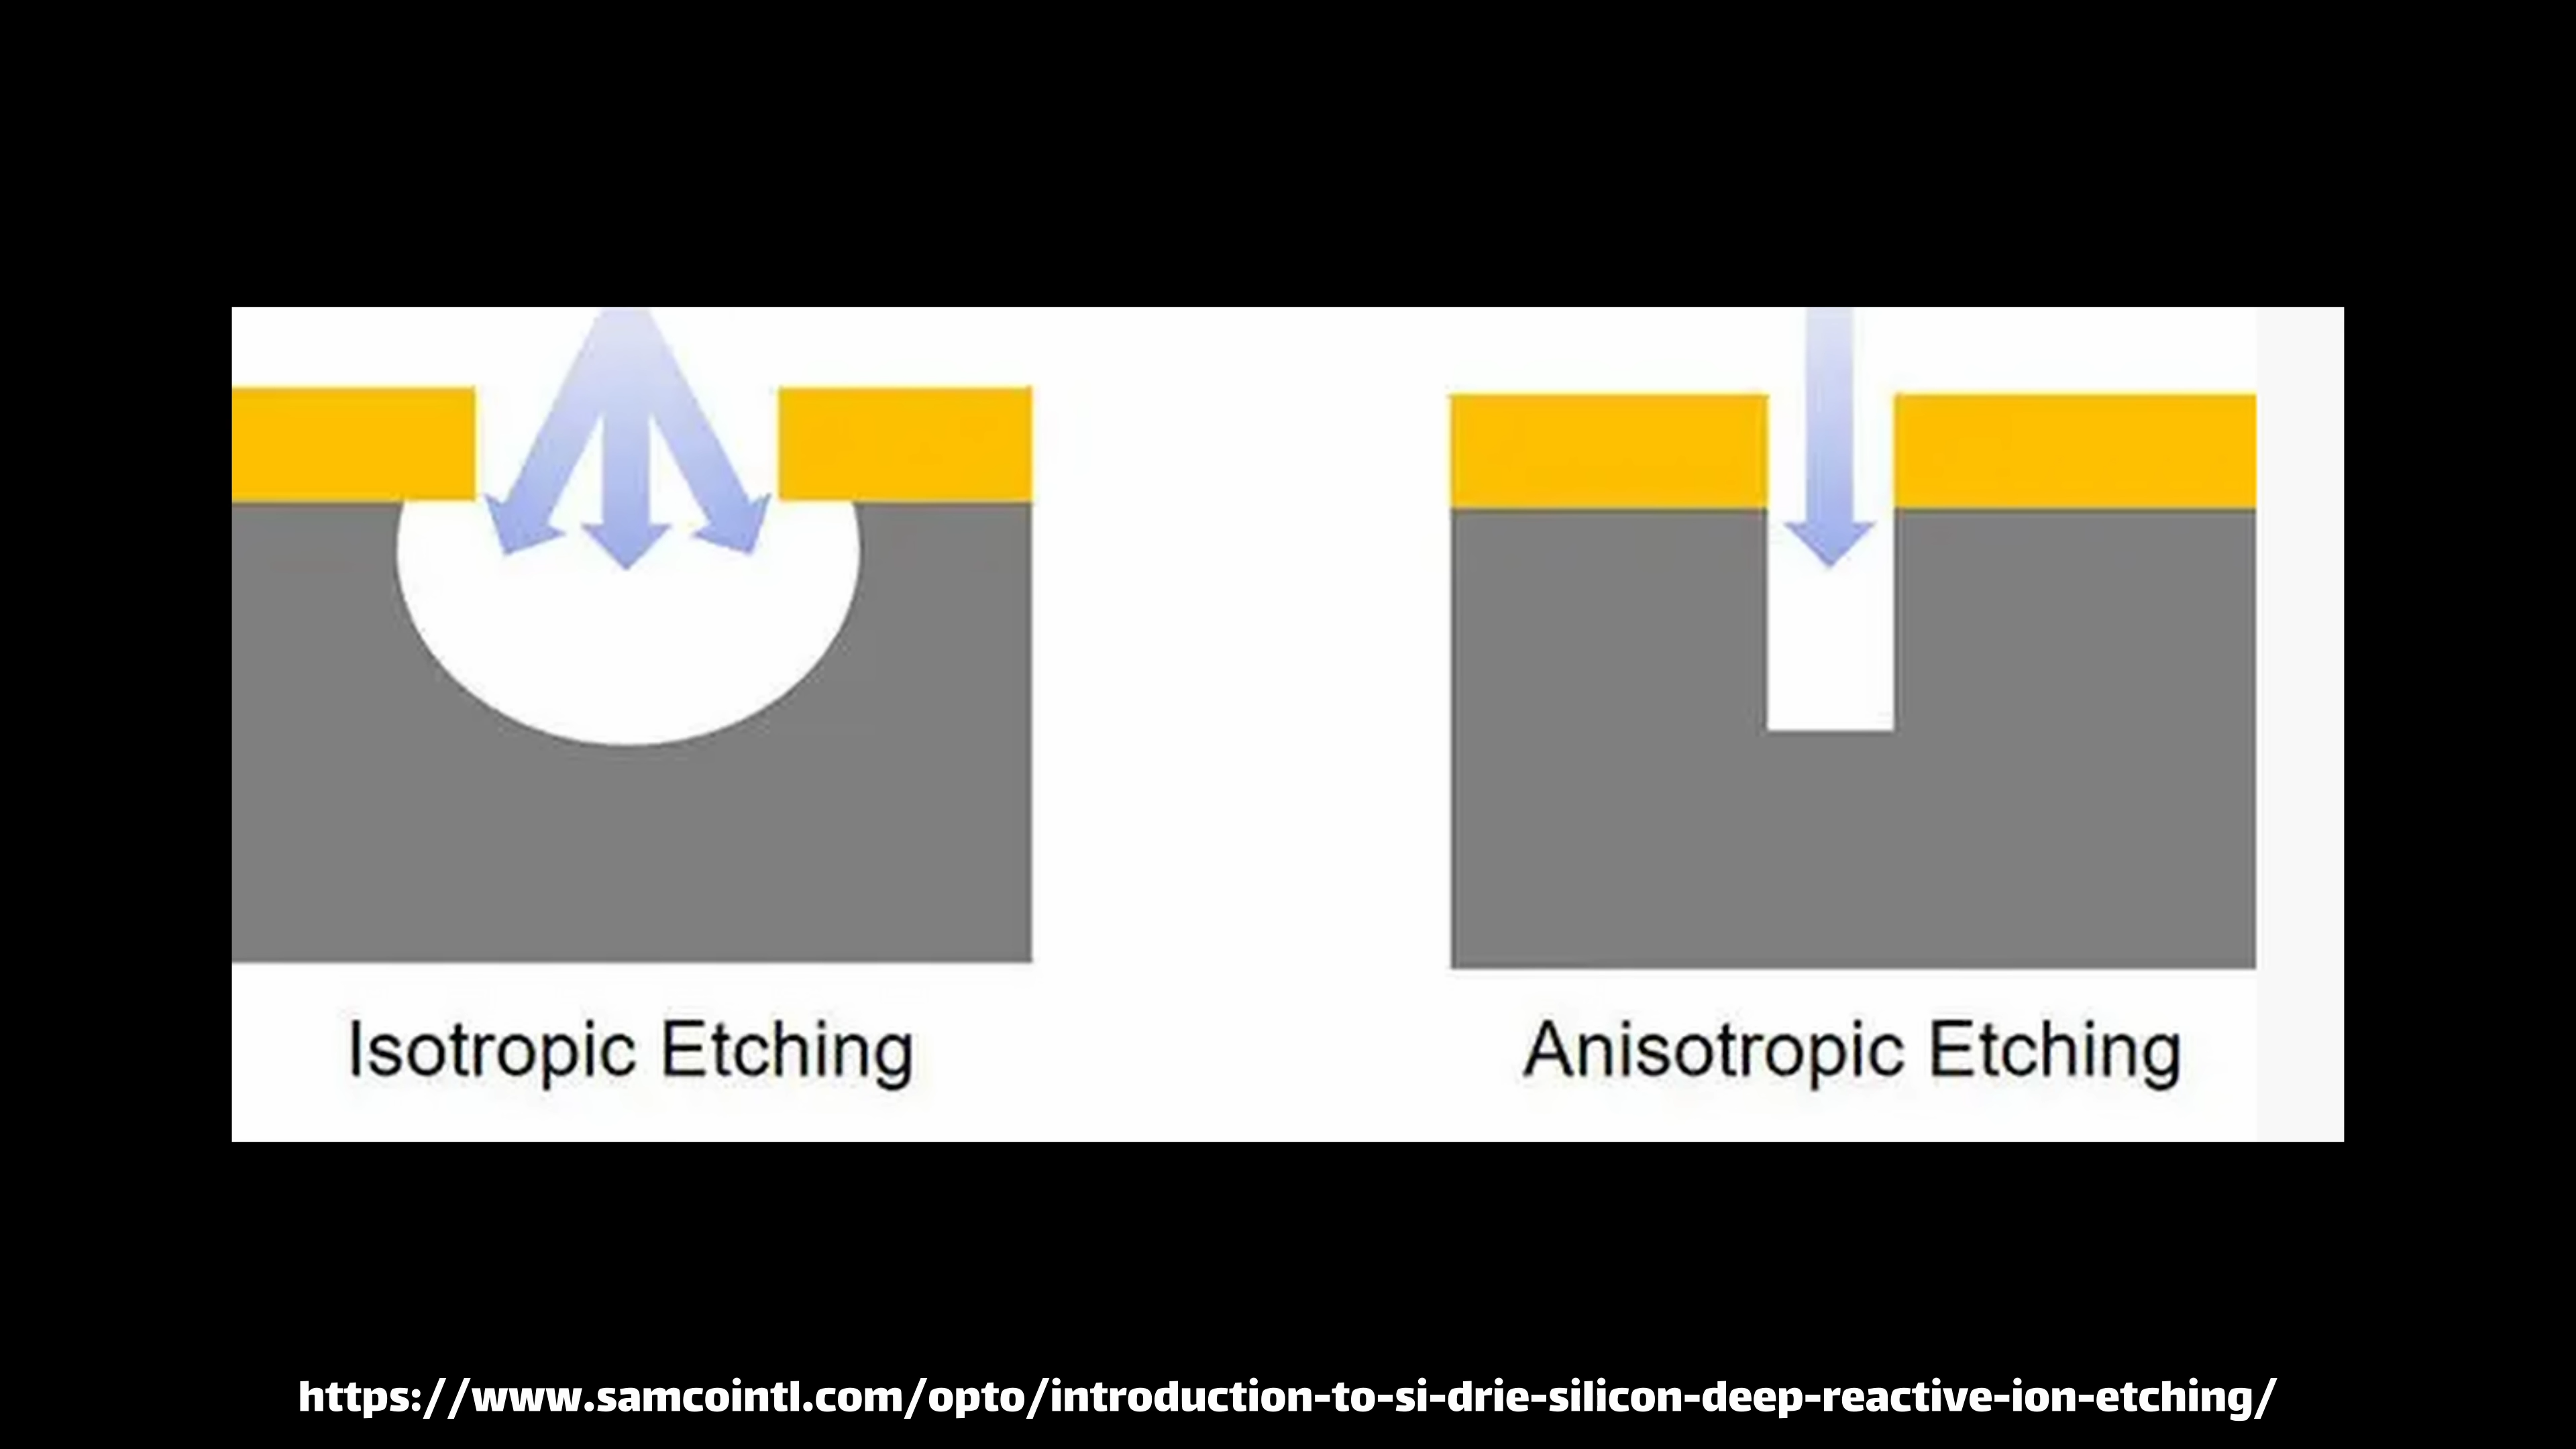 Isotropic Etching
Anisotropic Etching
https://www.samcointl.com/opto/introduction-to-si-drie-silicon-deep-reactive-ion-etching/